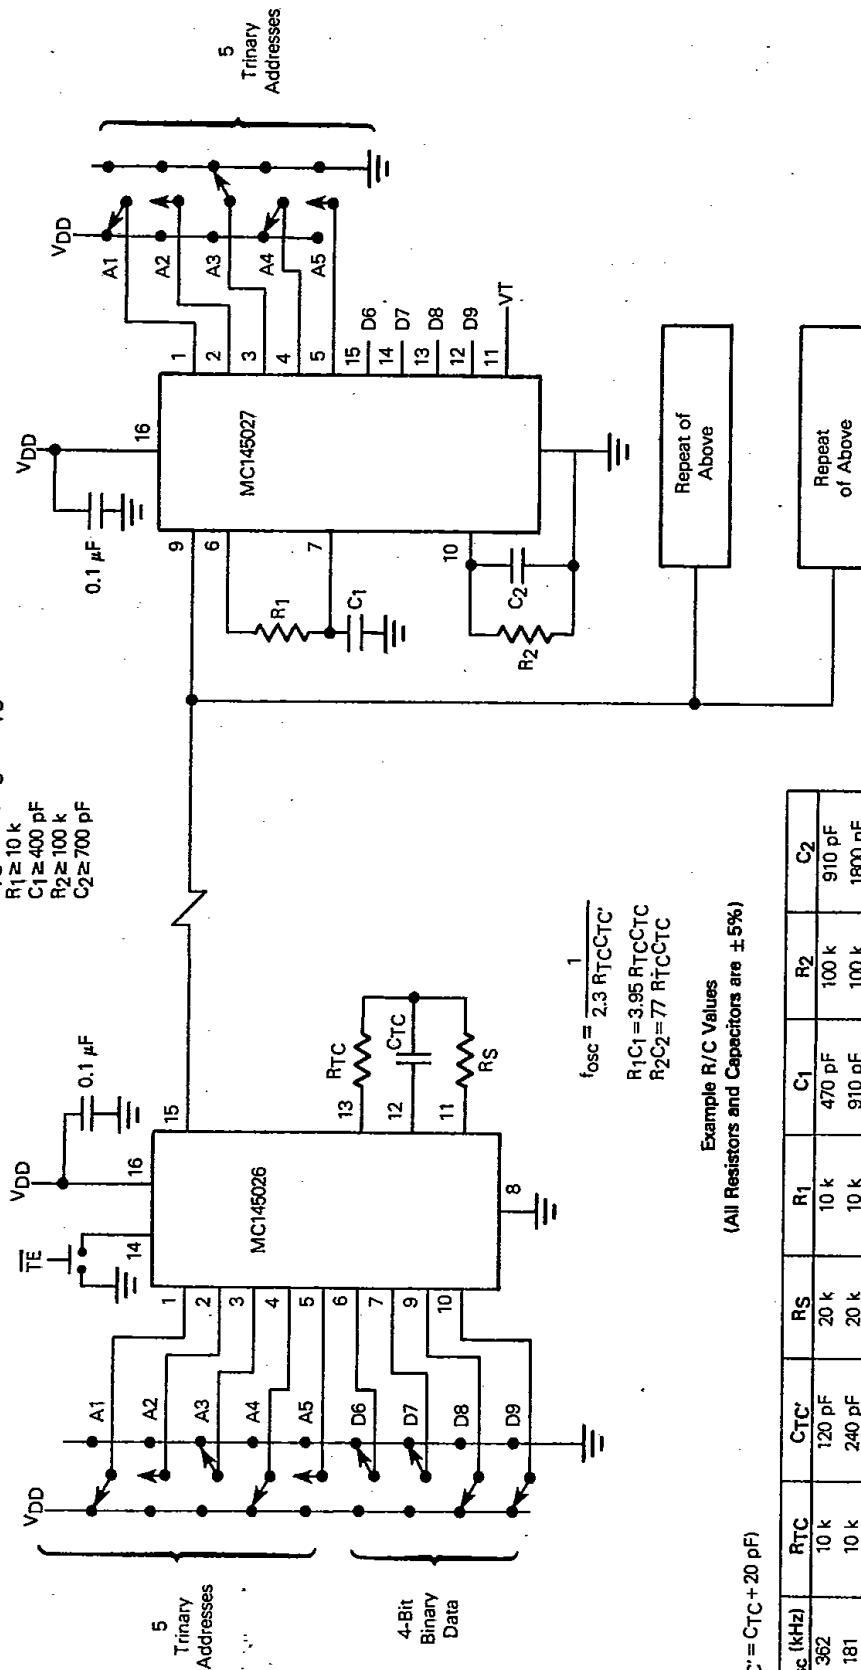 R1 ≥ 10 k
C1 ≥ 400 pF
R2 ≥ 100 k
C2 ≥ 700 pF
VDD
TE
VDD
0.1 µF
14
16
15
MC145026
5
Trinary
Addresses
A1
A2
A3
A4
A5
D6
D7
D8
D9
1
2
3
4
5
6
7
9
10
4-Bit
Binary
Data
13
12
11
8
RTC
CTC
RS
VDD
0.1 µF
16
MC145027
9
6
7
10
R1
C1
R2
C2
VDD
A1
A2
A3
A4
A5
1
2
3
4
5
15
14
13
12
11
D6
D7
D8
D9
VT
5
Trinary
Addresses
Repeat of
Above
Repeat
of Above
fosc = 1
2.3 RTCCTC'
R1C1 = 3.95 RTCCTC
R2C2 = 77 RTCCTC
C' = CTC + 20 pF)
Example R/C Values
(All Resistors and Capacitors are ± 5%)
(kHz) RTC CTC' RS R1 C1 R2 C2
362 10 k 120 pF 20 k 10 k 470 pF 100 k 910 pF
181 10 k 240 pF 20 k 10 k 910 pF 100 k 1800 pF